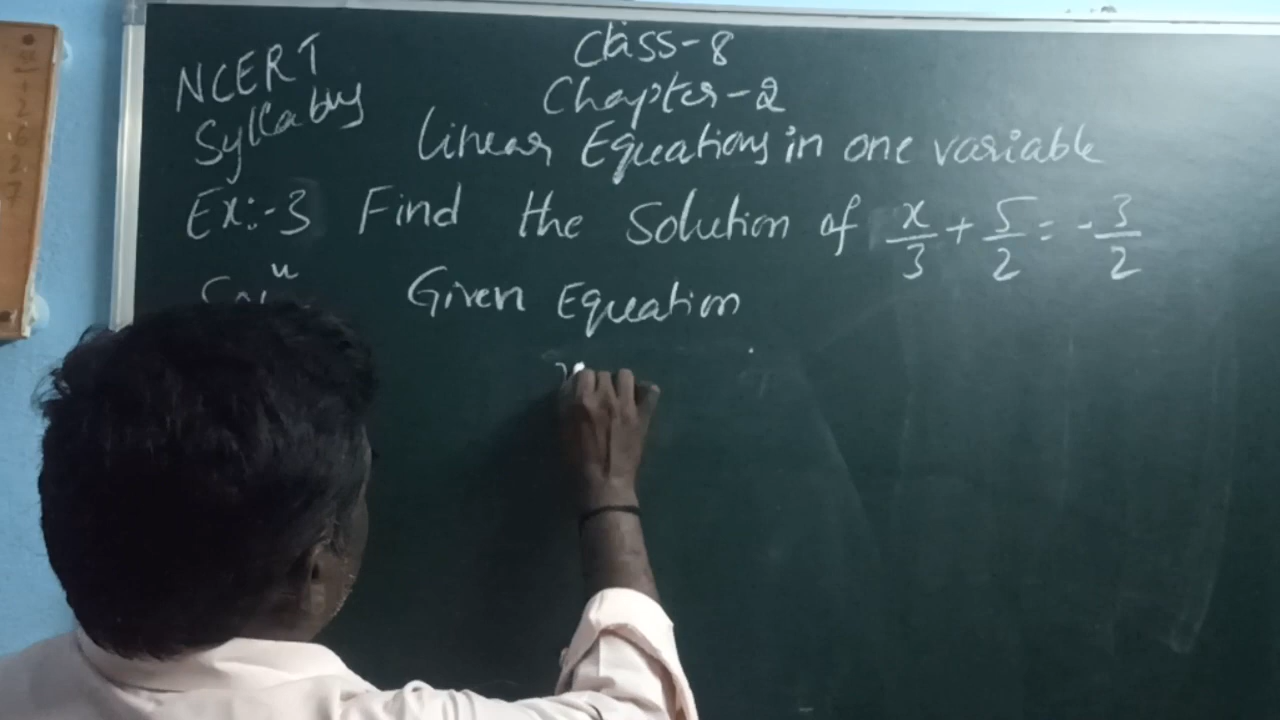 NCERT
Syllabus
Class-8
Chapter-2
Linear Equations in one variable
Ex:-3 Find the Solution of x/3 + 5/2 = -3/2
Given Equation